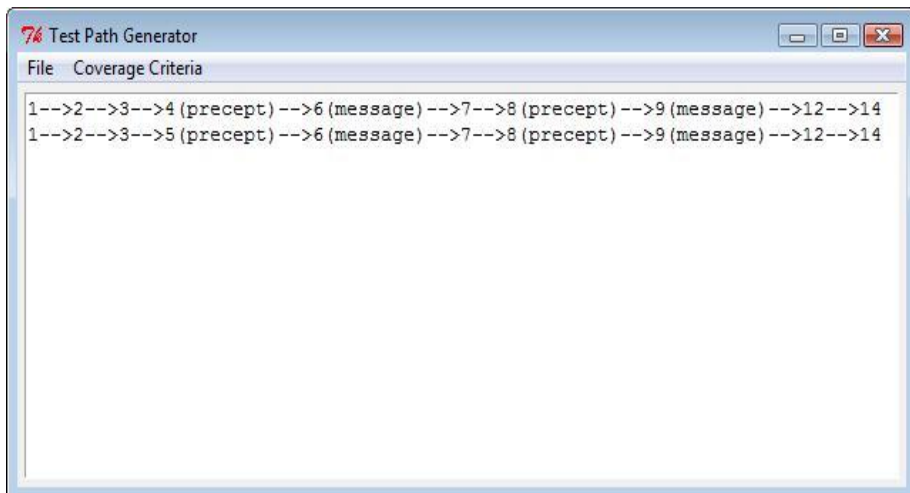 Test Path Generator
File Coverage Criteria
1-->2-->3-->4(precept)-->6(message)-->7-->8(precept)-->9(message)-->12-->14
1-->2-->3-->5(precept)-->6(message)-->7-->8(precept)-->9(message)-->12-->14